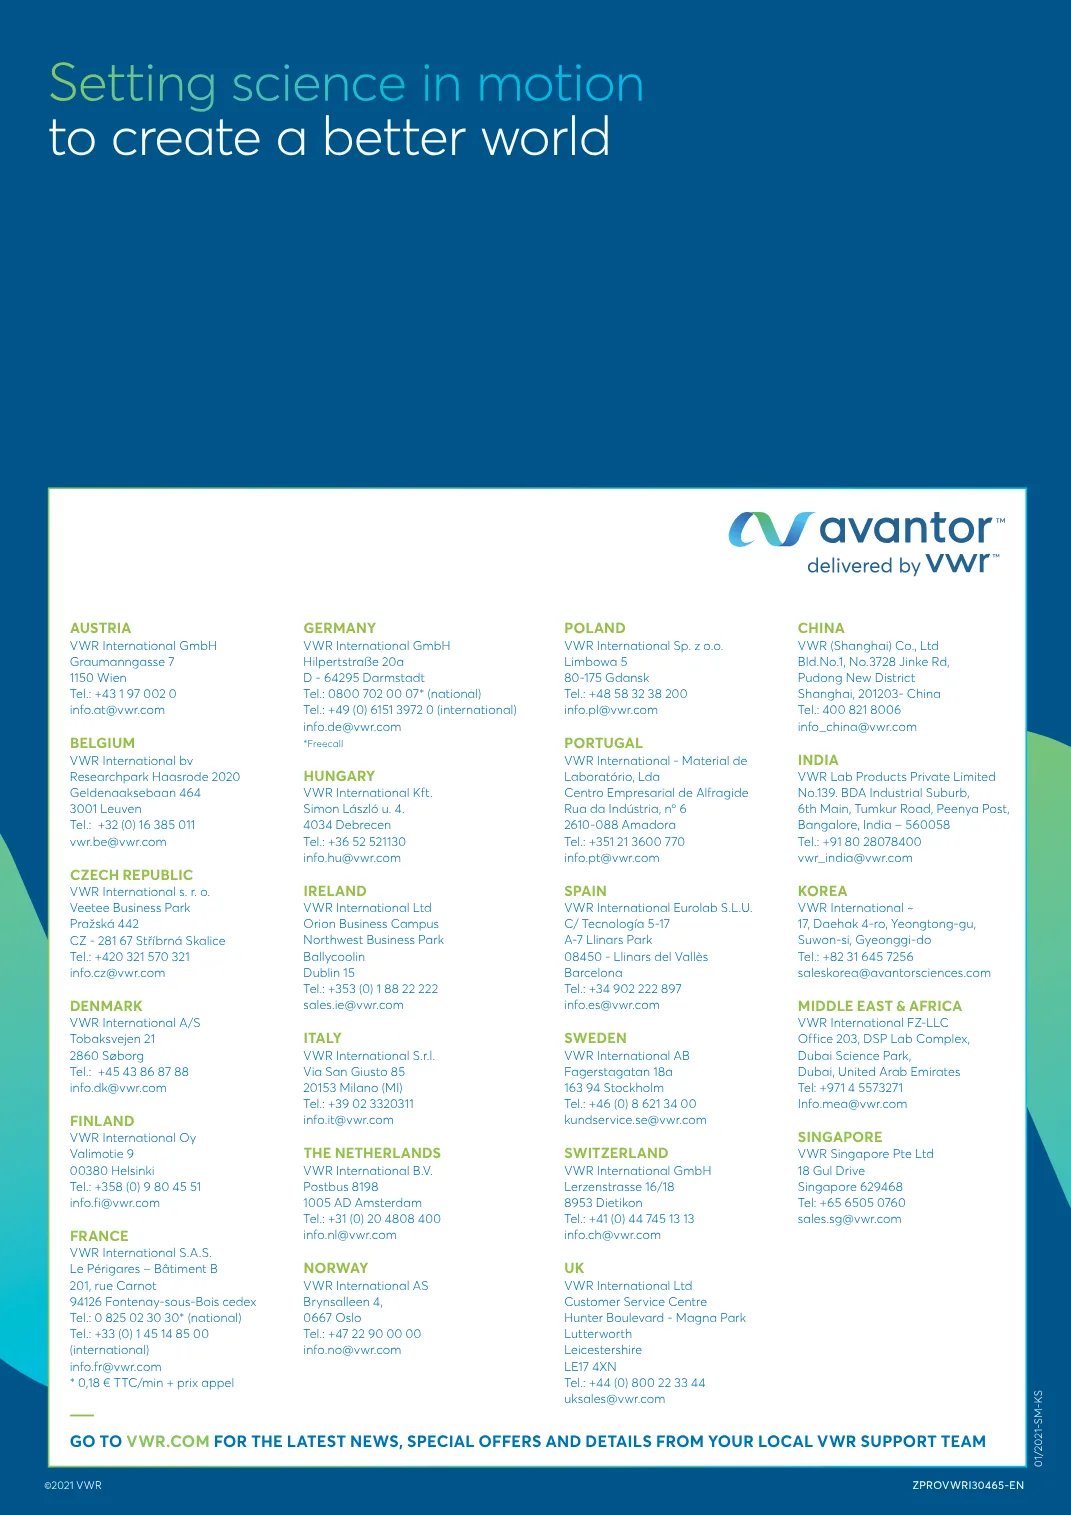 Setting science in motion
to create a better world
avantor™
delivered by vwr™
AUSTRIA
VWR International GmbH
Graumanngasse 7
1150 Wien
Tel.: +43 1 97 002 0
info.at@vwr.com
BELGIUM
VWR International bv
Researchpark Haasrode 2020
Geldenaaksebaan 464
3001 Leuven
Tel.: +32 (0) 16 385 011
vwr.be@vwr.com
CZECH REPUBLIC
VWR International s. r. o.
Veetee Business Park
Pražská 442
CZ - 281 67 Stříbrná Skalice
Tel.: +420 321 570 321
info.cz@vwr.com
DENMARK
VWR International A/S
Tobaksvejen 21
2860 Søborg
Tel.: +45 43 86 87 88
info.dk@vwr.com
FINLAND
VWR International Oy
Valimotie 9
00380 Helsinki
Tel.: +358 (0) 9 80 45 51
info.fi@vwr.com
FRANCE
VWR International S.A.S.
Le Périgares – Bâtiment B
201, rue Carnot
94126 Fontenay-sous-Bois cedex
Tel.: 0 825 02 30 30* (national)
Tel.: +33 (0) 1 45 14 85 00
(international)
info.fr@vwr.com
* 0,18 € TTC/min + prix appel
GERMANY
VWR International GmbH
Hilpertstraße 20a
D - 64295 Darmstadt
Tel.: 0800 702 00 07* (national)
Tel.: +49 (0) 6151 3972 0 (international)
info.de@vwr.com
*Freecall
HUNGARY
VWR International Kft.
Simon László u. 4.
4034 Debrecen
Tel.: +36 52 521130
info.hu@vwr.com
IRELAND
VWR International Ltd
Orion Business Campus
Northwest Business Park
Ballycoolin
Dublin 15
Tel.: +353 (0) 1 88 22 222
sales.ie@vwr.com
ITALY
VWR International S.r.l.
Via San Giusto 85
20153 Milano (MI)
Tel.: +39 02 3320311
info.it@vwr.com
THE NETHERLANDS
VWR International B.V.
Postbus 8198
1005 AD Amsterdam
Tel.: +31 (0) 20 4808 400
info.nl@vwr.com
NORWAY
VWR International AS
Brynsalleen 4,
0667 Oslo
Tel.: +47 22 90 00 00
info.no@vwr.com
POLAND
VWR International Sp. z o.o.
Limbowa 5
80-175 Gdansk
Tel.: +48 58 32 38 200
info.pl@vwr.com
PORTUGAL
VWR International - Material de
Laboratório, Lda
Centro Empresarial de Alfragide
Rua da Indústria, nº 6
2610-088 Amadora
Tel.: +351 21 3600 770
info.pt@vwr.com
SPAIN
VWR International Eurolab S.L.U.
C/ Tecnología 5-17
A-7 Llinars Park
08450 - Llinars del Vallès
Barcelona
Tel.: +34 902 222 897
info.es@vwr.com
SWEDEN
VWR International AB
Fagerstagatan 18a
163 94 Stockholm
Tel.: +46 (0) 8 621 34 00
kundservice.se@vwr.com
SWITZERLAND
VWR International GmbH
Lerzenstrasse 16/18
8953 Dietikon
Tel.: +41 (0) 44 745 13 13
info.ch@vwr.com
UK
VWR International Ltd
Customer Service Centre
Hunter Boulevard - Magna Park
Lutterworth
Leicestershire
LE17 4XN
Tel.: +44 (0) 800 22 33 44
uksales@vwr.com
CHINA
VWR (Shanghai) Co., Ltd
Bld.No.1, No.3728 Jinke Rd,
Pudong New District
Shanghai, 201203- China
Tel.: 400 821 8006
info_china@vwr.com
INDIA
VWR Lab Products Private Limited
No.139. BDA Industrial Suburb,
6th Main, Tumkur Road, Peenya Post,
Bangalore, India – 560058
Tel.: +91 80 28078400
vwr_india@vwr.com
KOREA
VWR International ~
17, Daehak 4-ro, Yeongtong-gu,
Suwon-si, Gyeonggi-do
Tel.: +82 31 645 7256
saleskorea@avantorsciences.com
MIDDLE EAST & AFRICA
VWR International FZ-LLC
Office 203, DSP Lab Complex,
Dubai Science Park,
Dubai, United Arab Emirates
Tel: +971 4 5573271
Info.mea@vwr.com
SINGAPORE
VWR Singapore Pte Ltd
18 Gul Drive
Singapore 629468
Tel: +65 6505 0760
sales.sg@vwr.com
GO TO VWR.COM FOR THE LATEST NEWS, SPECIAL OFFERS AND DETAILS FROM YOUR LOCAL VWR SUPPORT TEAM
01/2021-SM-KS
©2021 VWR
ZPROVWRI30465-EN